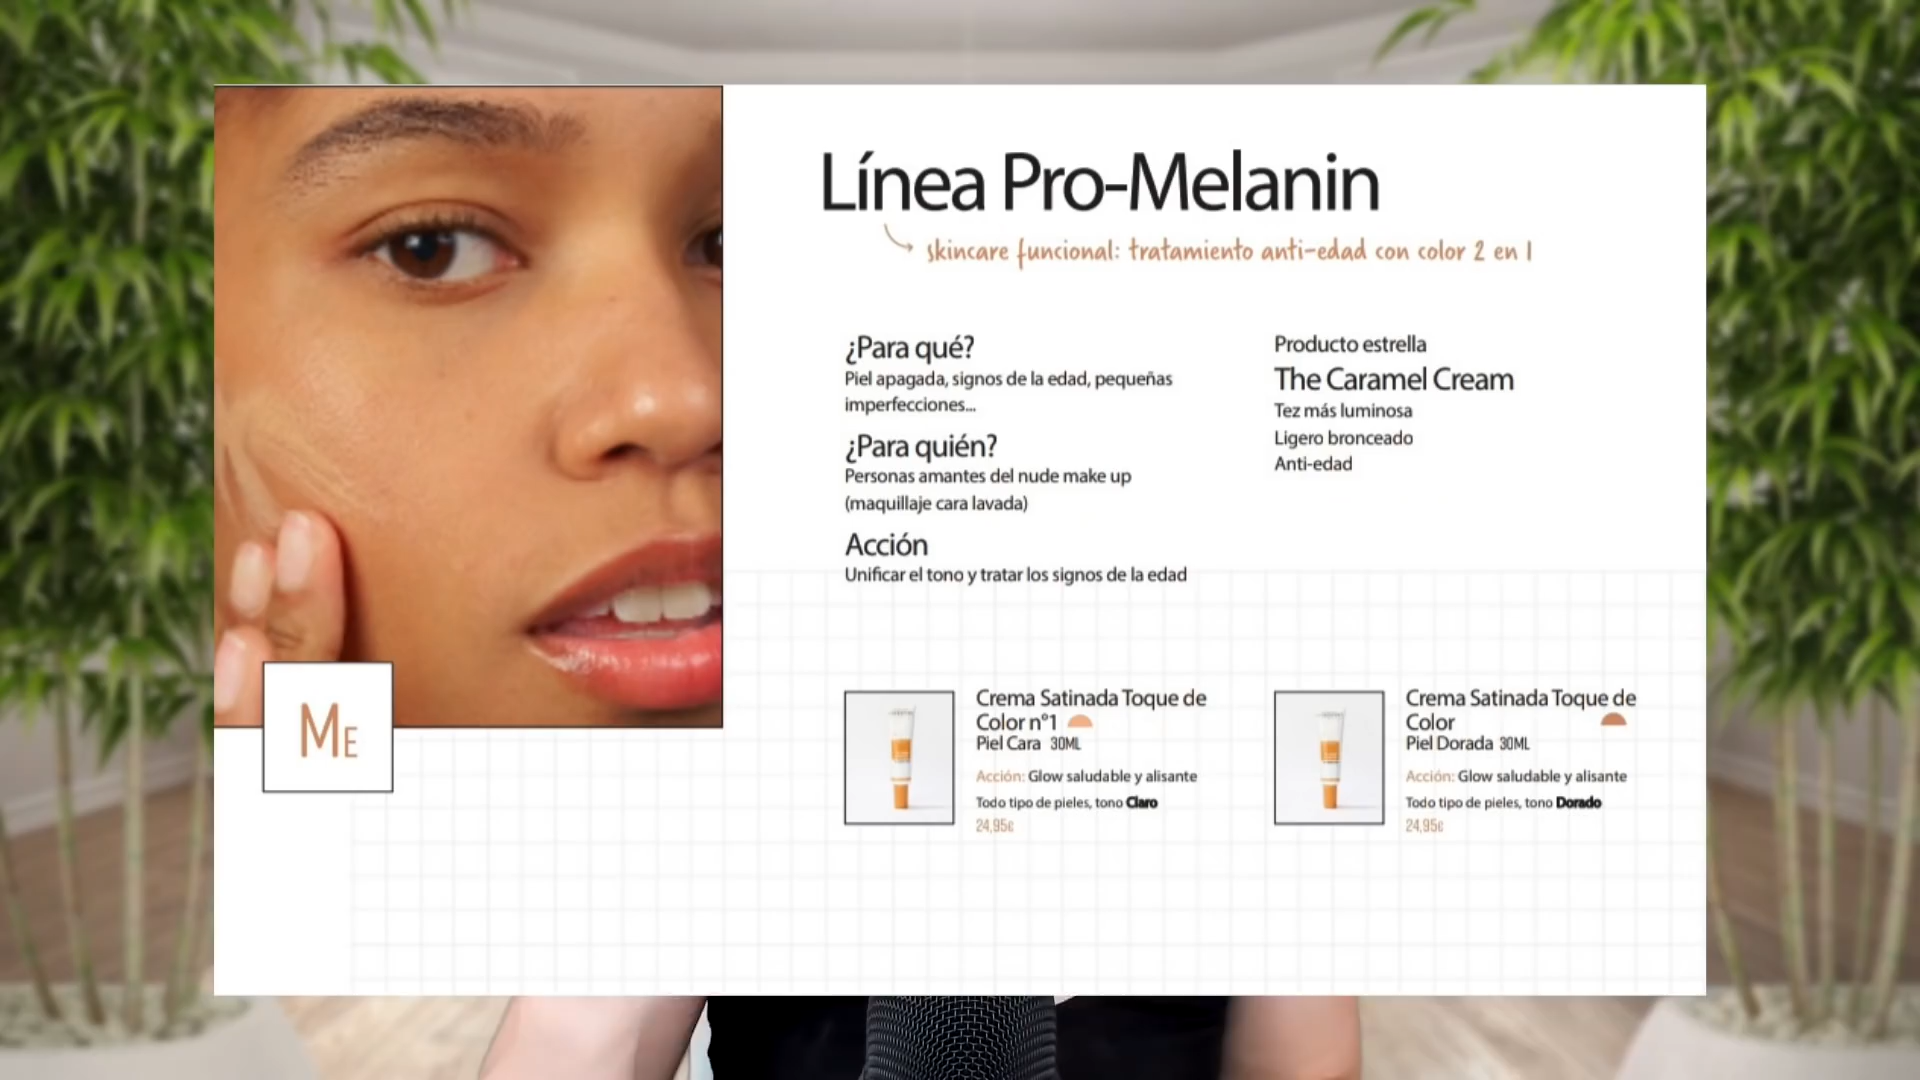 Línea Pro-Melanin
skincare funcional: tratamiento anti-edad con color 2 en 1
¿Para qué?
Piel apagada, signos de la edad, pequeñas
imperfecciones...
¿Para quién?
Personas amantes del nude make up
(maquillaje cara lavada)
Acción
Unificar el tono y tratar los signos de la edad
Producto estrella
The Caramel Cream
Tez más luminosa
Ligero bronceado
Anti-edad
ME
Crema Satinada Toque de
Color nº1
Piel Cara 30ML
Acción: Glow saludable y alisante
Todo tipo de pieles, tono Claro
24,95€
Crema Satinada Toque de
Color
Piel Dorada 30ML
Acción: Glow saludable y alisante
Todo tipo de pieles, tono Dorado
24,95€